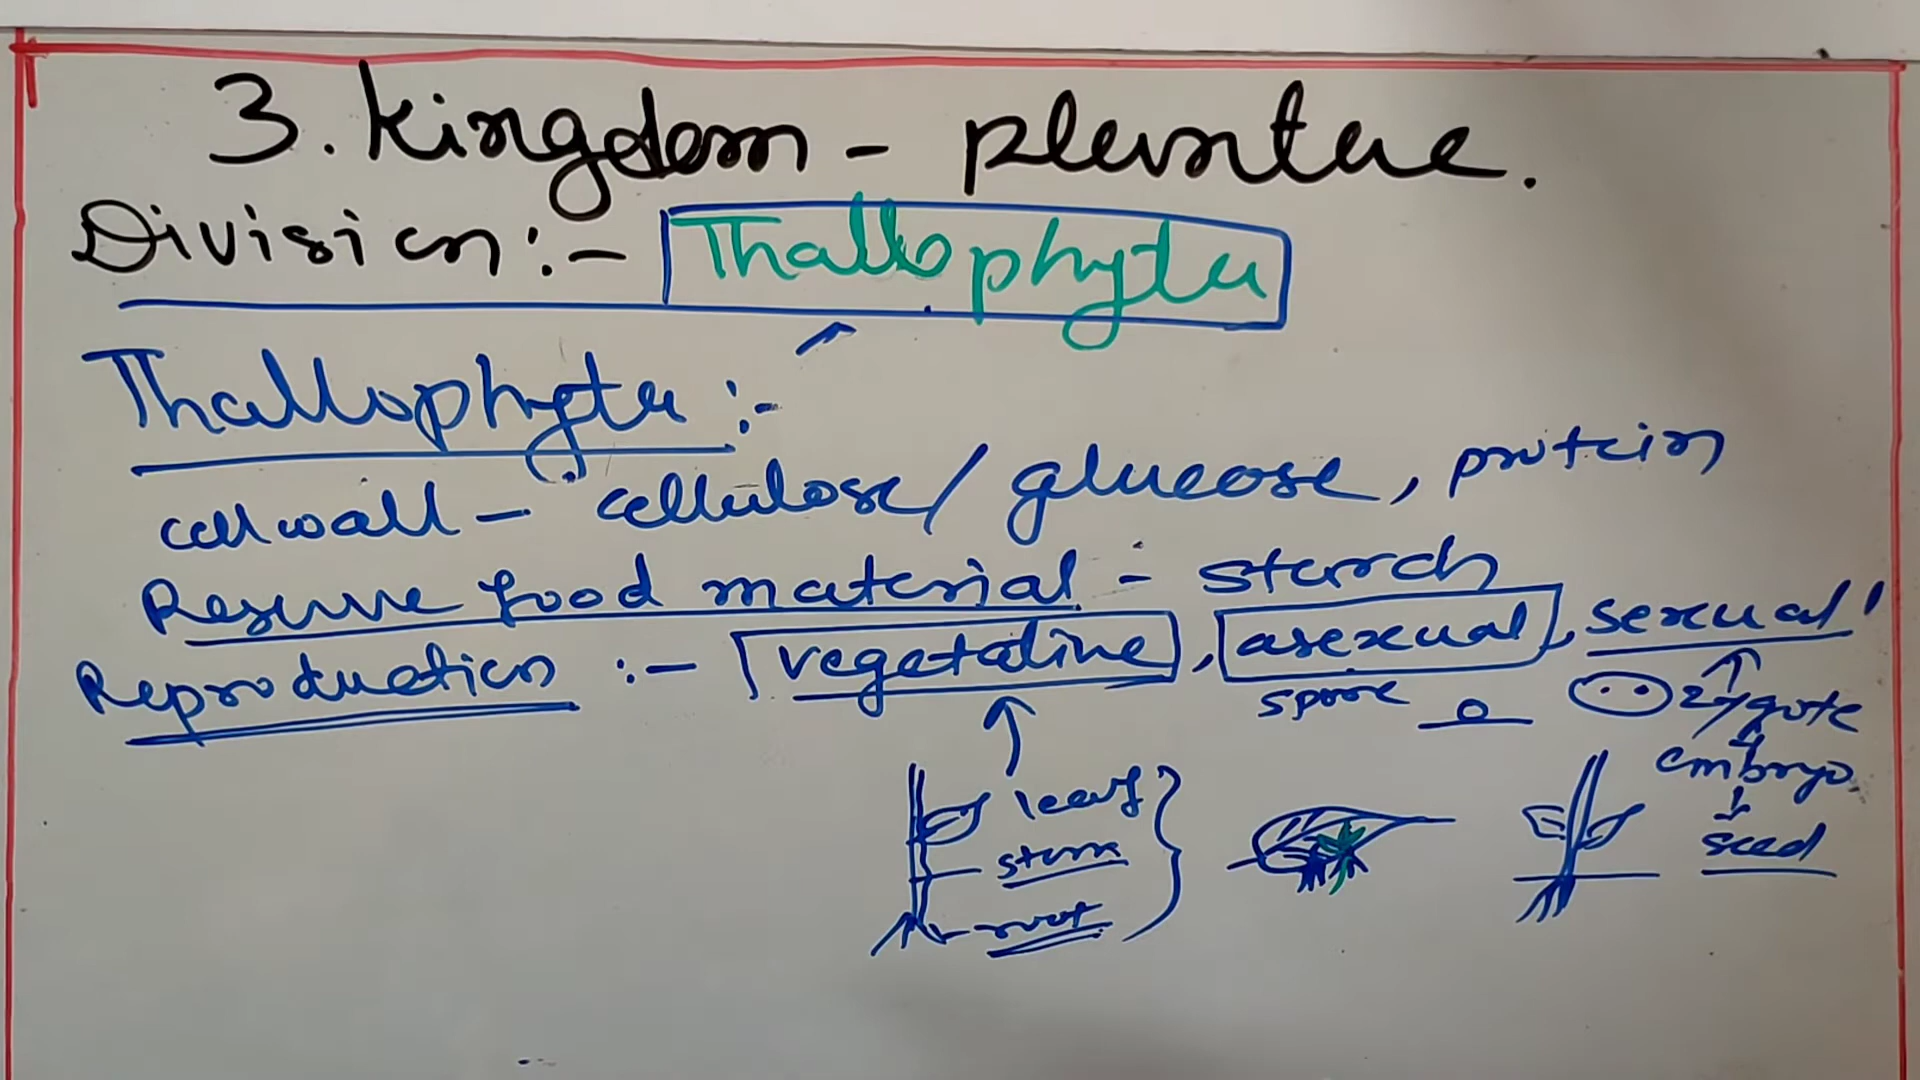 3. kingdom - plantae.
Division :- Thallophyta
Thallophyta :-
cellwall - cellulose/ glucose, protein
Reserve food material - starch
Reproduction :- vegetative, asexual, sexual
spore
zygote
embryo
seed
leaf
stem
root